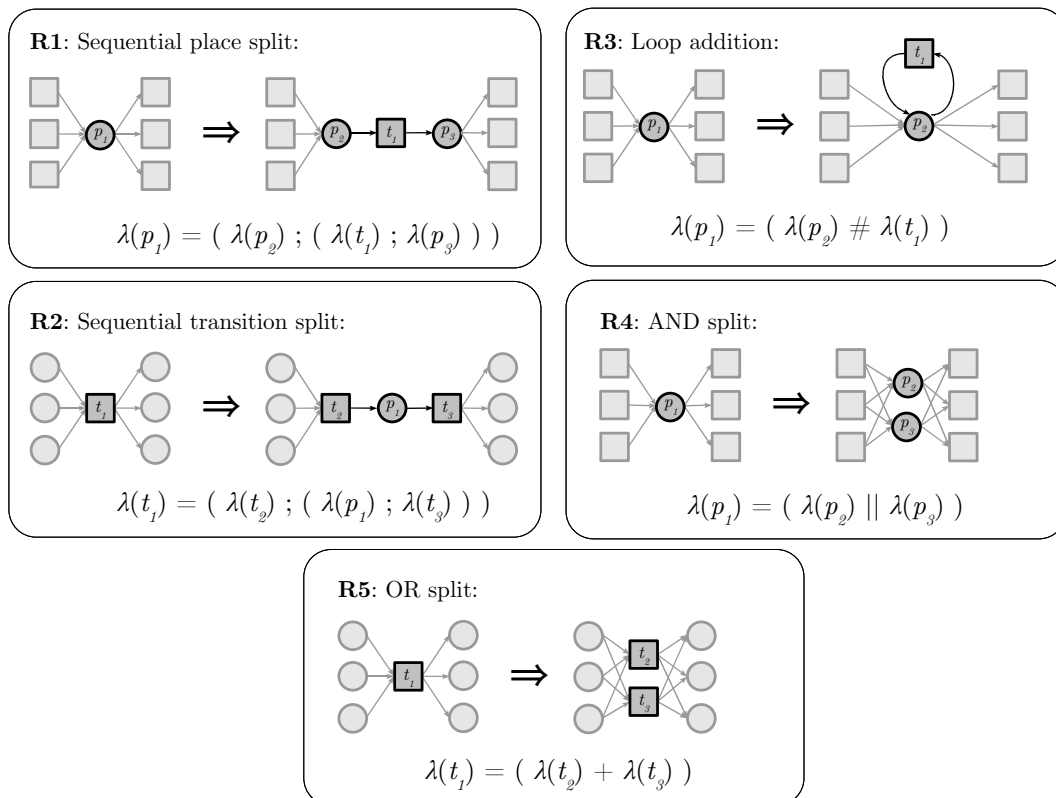 R1: Sequential place split:
p₁ ⇒ p₂ t₁ p₃
λ(p₁) = ( λ(p₂) ; ( λ(t₁) ; λ(p₃) ) )
R3: Loop addition:
t₁
p₁ ⇒ p₂
λ(p₁) = ( λ(p₂) # λ(t₁) )
R2: Sequential transition split:
t₁ ⇒ t₂ p₁ t₃
λ(t₁) = ( λ(t₂) ; ( λ(p₁) ; λ(t₃) ) )
R4: AND split:
p₂
p₁ ⇒
p₃
λ(p₁) = ( λ(p₂) || λ(p₃) )
R5: OR split:
t₂
t₁ ⇒
t₃
λ(t₁) = ( λ(t₂) + λ(t₃) )